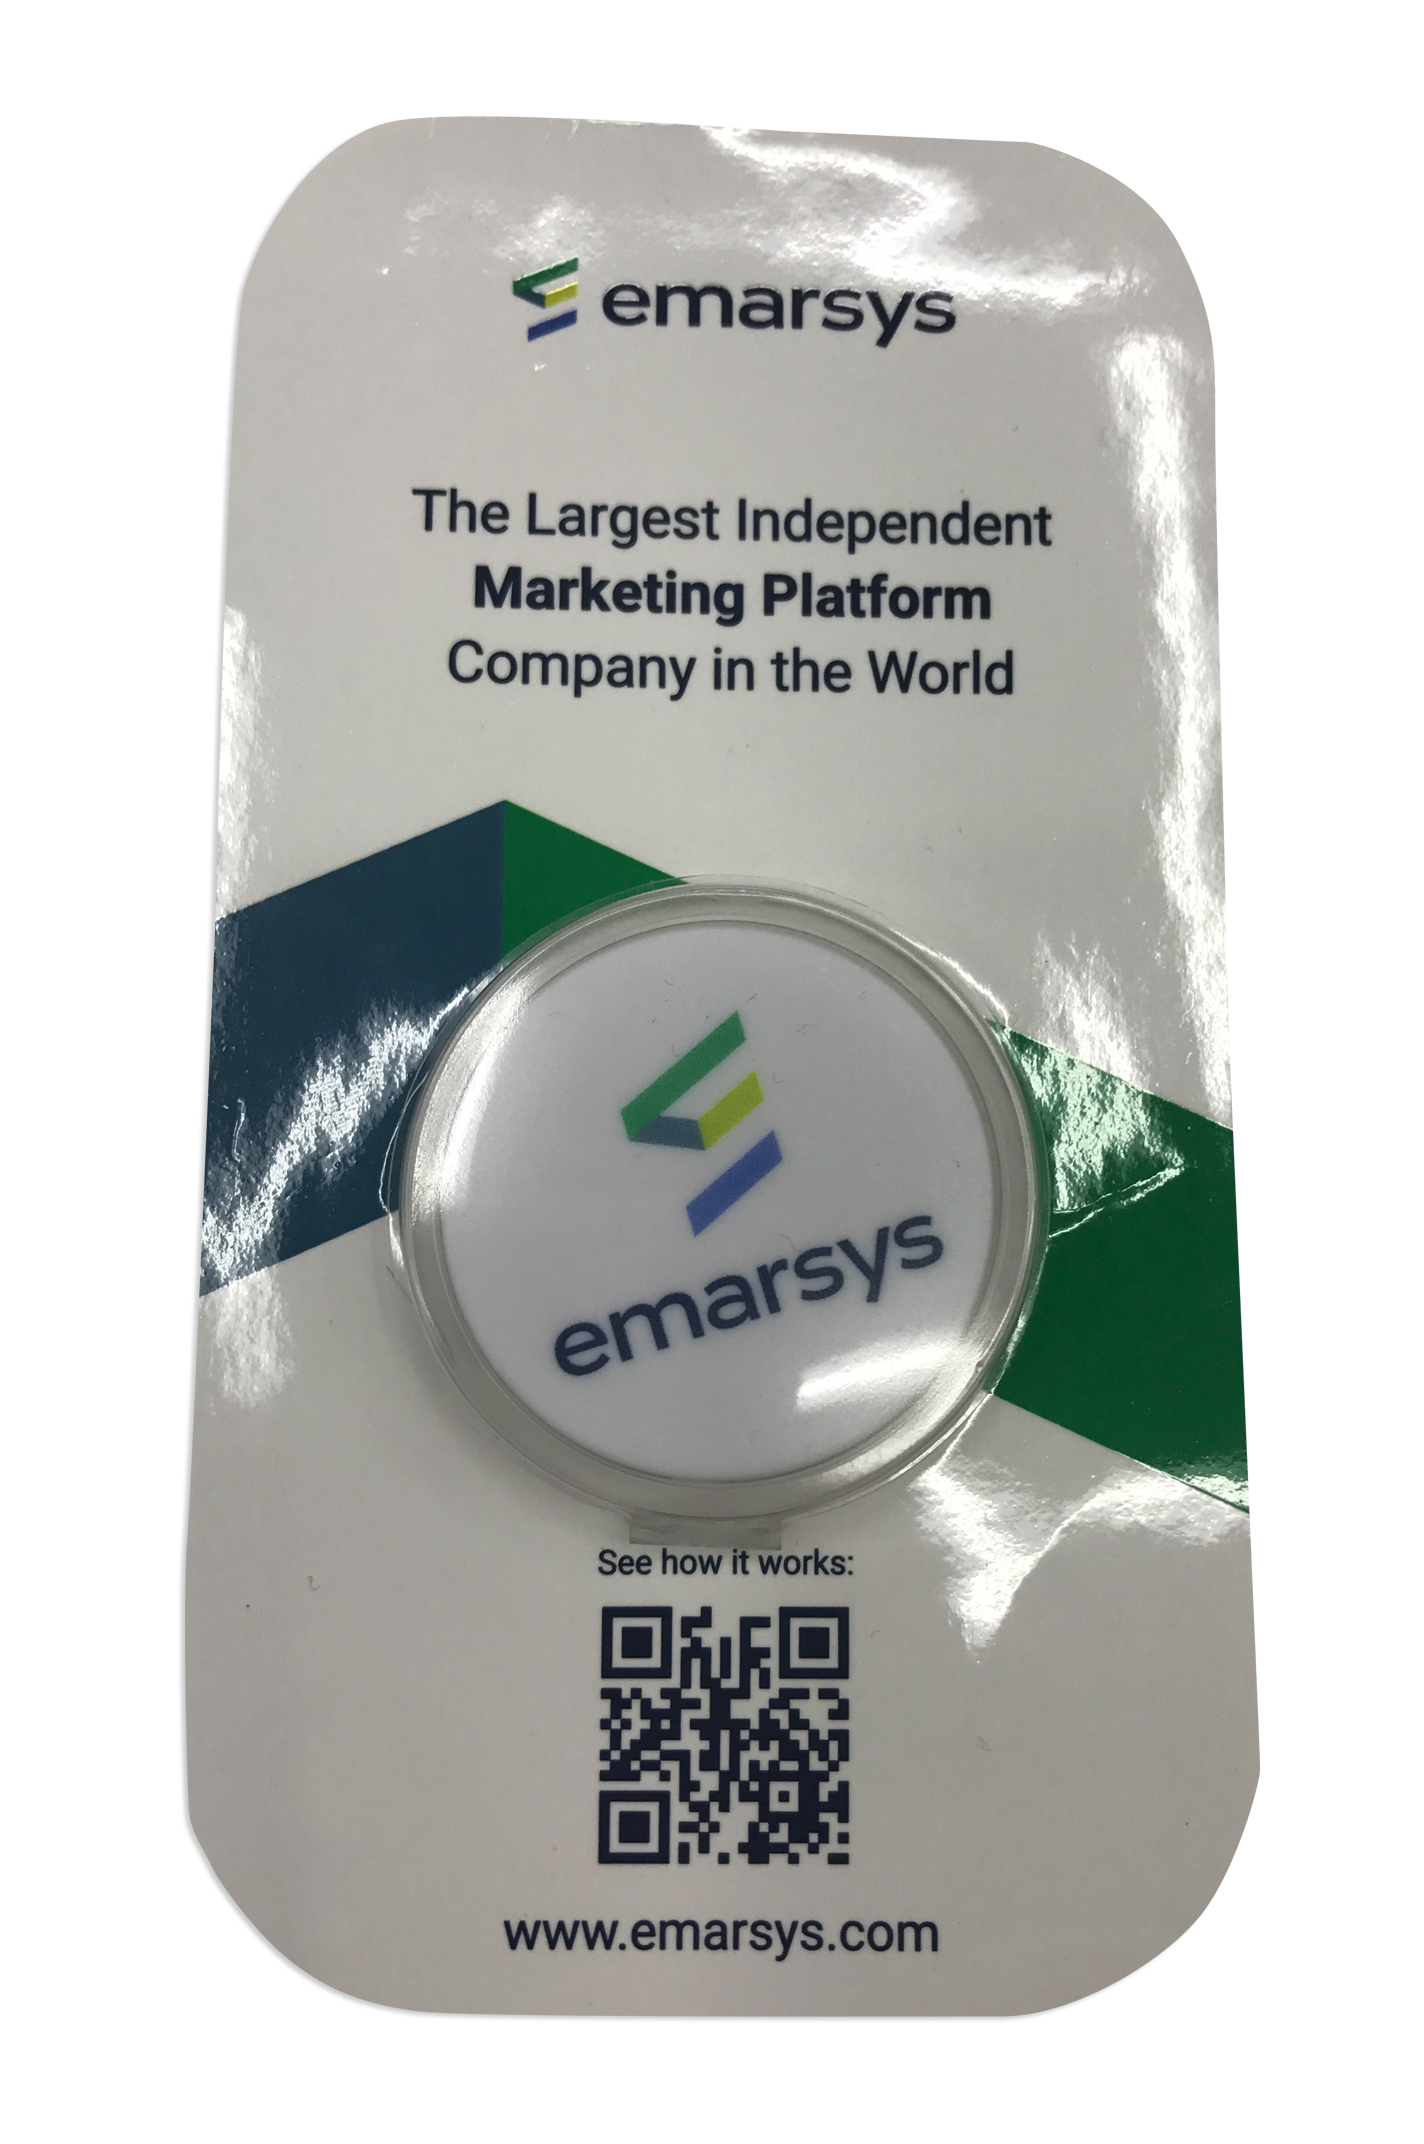 emarsys
The Largest Independent
Marketing Platform
Company in the World
emarsys
See how it works:
www.emarsys.com